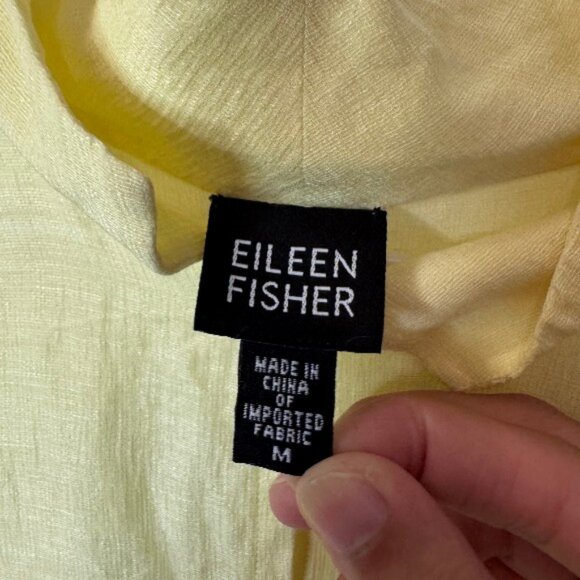 EILEEN
FISHER
MADE IN
CHINA
OF
IMPORTED
FABRIC
M